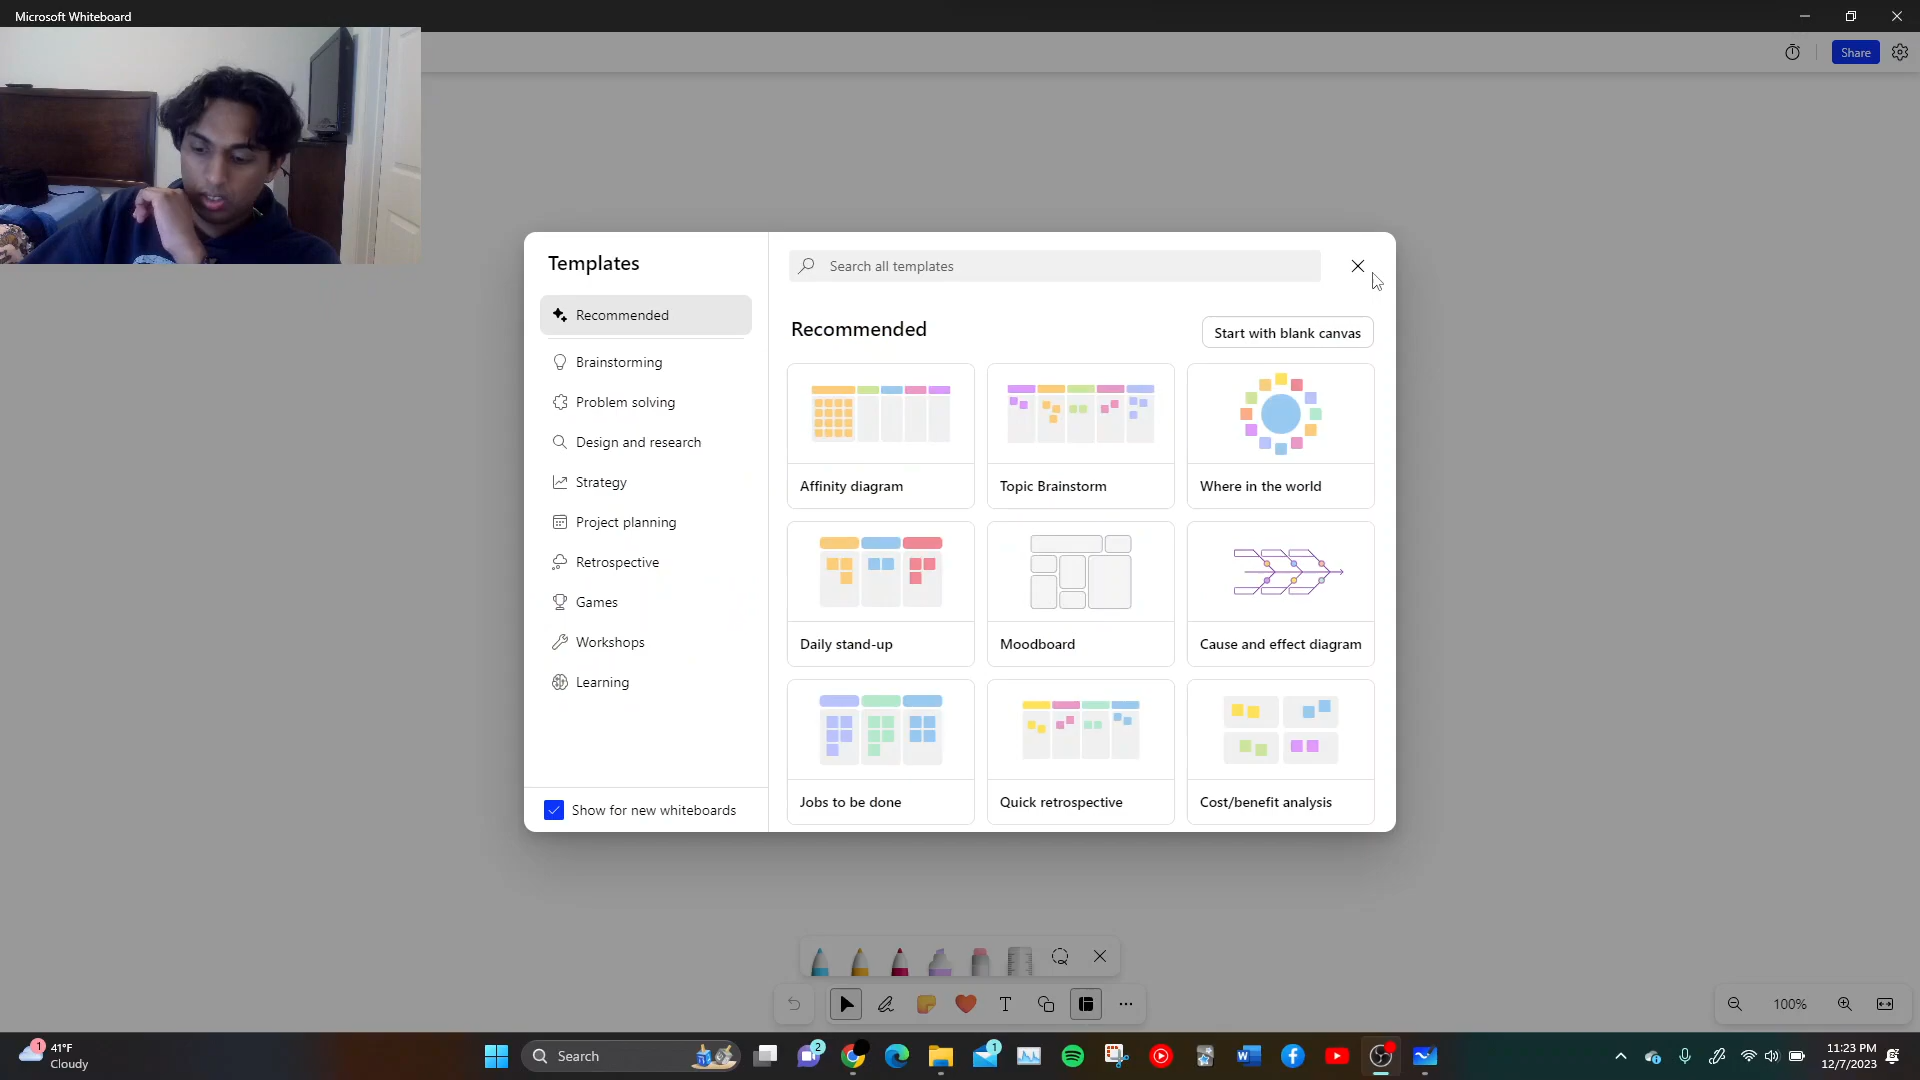 Microsoft Whiteboard
Share
Templates
Search all templates
Recommended
Recommended
Start with blank canvas
Brainstorming
Problem solving
Design and research
Strategy
Project planning
Retrospective
Games
Workshops
Learning
Show for new whiteboards
Affinity diagram
Topic Brainstorm
Where in the world
Daily stand-up
Moodboard
Cause and effect diagram
Jobs to be done
Quick retrospective
Cost/benefit analysis
T
100%
1
41°F
Cloudy
Search
2
1
11:23 PM
12/7/2023